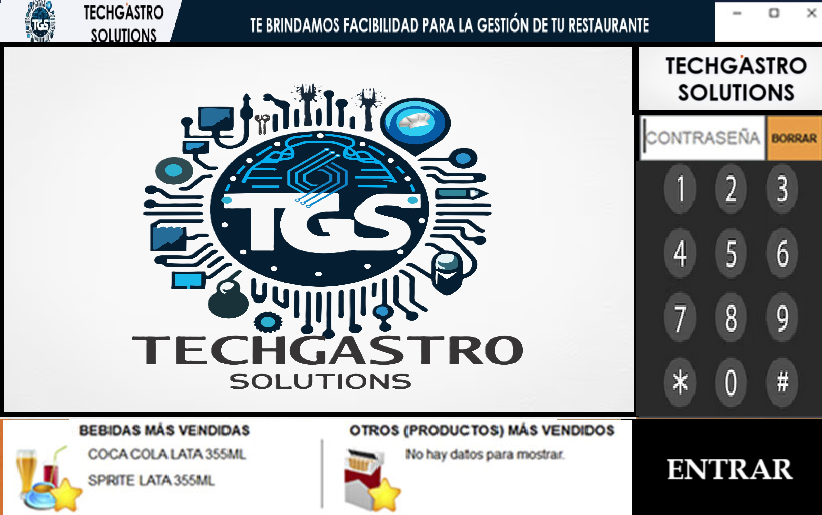 TGS
TECHGASTRO
SOLUTIONS
TE BRINDAMOS FACIBILIDAD PARA LA GESTIÓN DE TU RESTAURANTE
TGS
TECHGASTRO
SOLUTIONS
TECHGASTRO
SOLUTIONS
CONTRASEÑA
BORRAR
1 2 3
4 5 6
7 8 9
* 0 #
BEBIDAS MÁS VENDIDAS
COCA COLA LATA 355ML
SPRITE LATA 355ML
OTROS (PRODUCTOS) MÁS VENDIDOS
No hay datos para mostrar.
ENTRAR